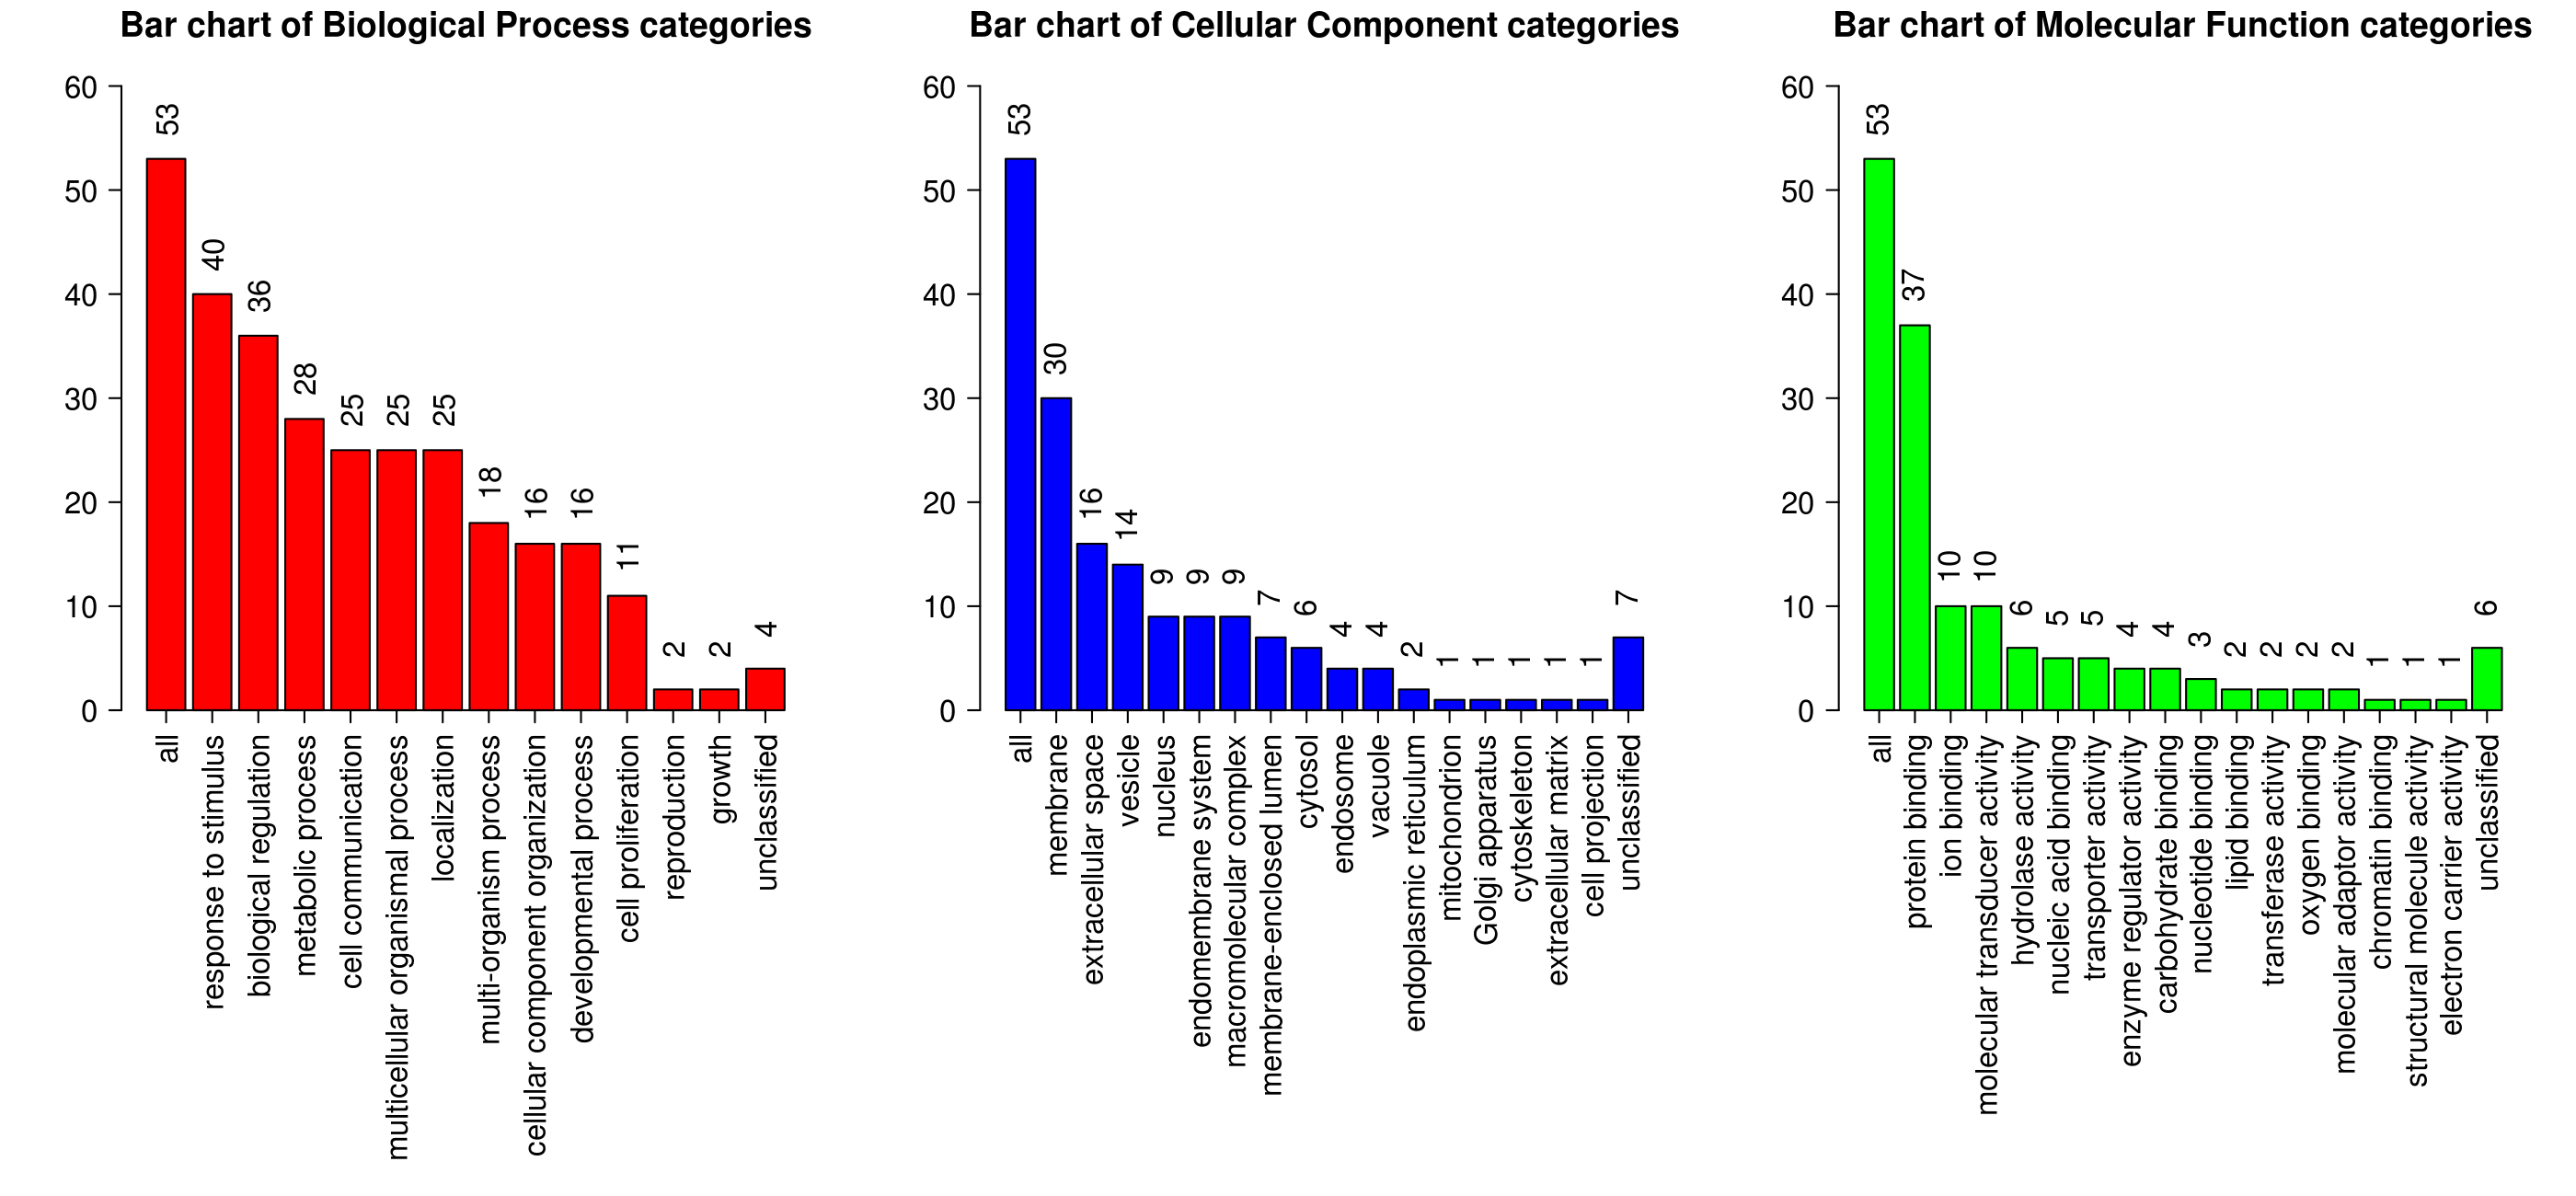 Bar chart of Biological Process categories
60
50
40
30
20
10
0
53
40
36
28
25
25
25
18
16
16
11
2
2
4
all
response to stimulus
biological regulation
metabolic process
cell communication
multicellular organismal process
localization
multi-organism process
cellular component organization
developmental process
cell proliferation
reproduction
growth
unclassified
Bar chart of Cellular Component categories
60
50
40
30
20
10
0
53
30
16
14
9
9
9
7
6
4
4
2
1
1
1
1
1
7
all
membrane
extracellular space
vesicle
nucleus
endomembrane system
macromolecular complex
membrane-enclosed lumen
cytosol
endosome
vacuole
endoplasmic reticulum
mitochondrion
Golgi apparatus
cytoskeleton
extracellular matrix
cell projection
unclassified
Bar chart of Molecular Function categories
60
50
40
30
20
10
0
53
37
10
10
6
5
5
4
4
3
2
2
2
2
1
1
1
6
all
protein binding
ion binding
molecular transducer activity
hydrolase activity
nucleic acid binding
transporter activity
enzyme regulator activity
carbohydrate binding
nucleotide binding
lipid binding
transferase activity
oxygen binding
molecular adaptor activity
chromatin binding
structural molecule activity
electron carrier activity
unclassified